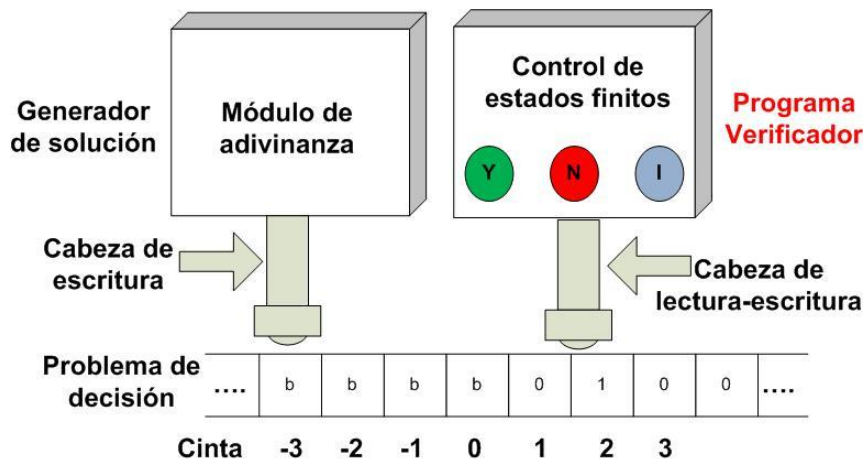 Generador
de solución
Módulo de
adivinanza
Control de
estados finitos
Y N I
Programa
Verificador
Cabeza de
escritura
Cabeza de
lectura-escritura
Problema de
decisión
.... b b b b 0 1 0 0 ....
Cinta -3 -2 -1 0 1 2 3